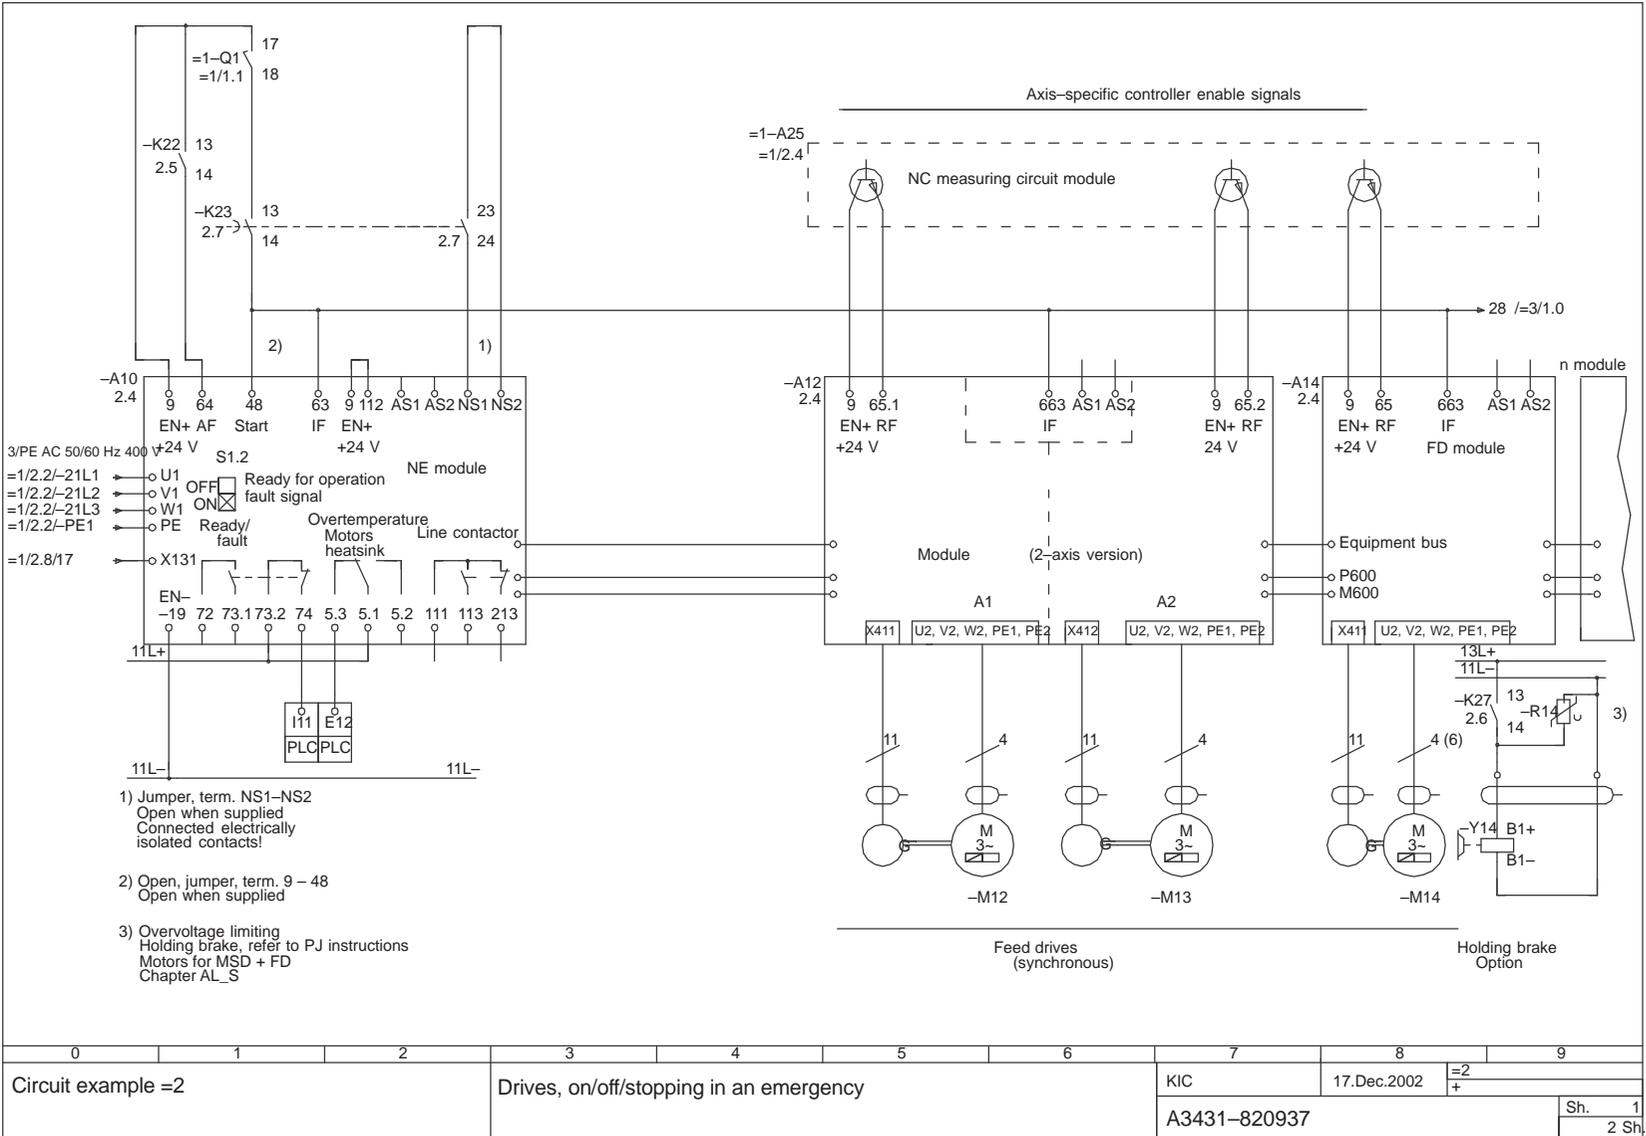 17
=1–Q1
=1/1.1
18
Axis–specific controller enable signals
=1–A25
=1/2.4
NC measuring circuit module
–K22
13
2.5
14
–K23
13
2.7
14
23
2.7
24
28 /=3/1.0
2)
1)
n module
–A10
2.4
9 64 48 63 9 112 AS1 AS2 NS1 NS2
EN+ AF Start IF EN+
+24 V
+24 V
–A12
2.4
9 65.1 663 AS1 AS2 9 65.2
EN+ RF IF EN+ RF
+24 V 24 V
–A14
2.4
9 65 663 AS1 AS2
EN+ RF IF
+24 V FD module
3/PE AC 50/60 Hz 400 V
S1.2
NE module
=1/2.2/–21L1 U1
=1/2.2/–21L2 V1
=1/2.2/–21L3 W1
=1/2.2/–PE1 PE
OFF
ON
Ready for operation
fault signal
Ready/
fault
Overtemperature
Motors
heatsink
Line contactor
=1/2.8/17 X131
EN–
–19 72 73.1 73.2 74 5.3 5.1 5.2 111 113 213
Module (2–axis version)
A1 A2
Equipment bus
P600
M600
X411 U2, V2, W2, PE1, PE2 X412 U2, V2, W2, PE1, PE2
X411 U2, V2, W2, PE1, PE2
11L+
13L+
11L–
I11 E12
PLC PLC
–K27
2.6
13
14
–R14
3)
11 4 11 4 11 4 (6)
11L– 11L–
1) Jumper, term. NS1–NS2
Open when supplied
Connected electrically
isolated contacts!
G M 3~
G M 3~
G M 3~
–Y14 B1+
B1–
–M12 –M13 –M14
2) Open, jumper, term. 9 – 48
Open when supplied
3) Overvoltage limiting
Holding brake, refer to PJ instructions
Motors for MSD + FD
Chapter AL_S
Feed drives
(synchronous)
Holding brake
Option
0 1 2 3 4 5 6 7 8 9
Circuit example =2
Drives, on/off/stopping in an emergency
KIC
17.Dec.2002
=2
+
A3431–820937
Sh. 1
2 Sh.